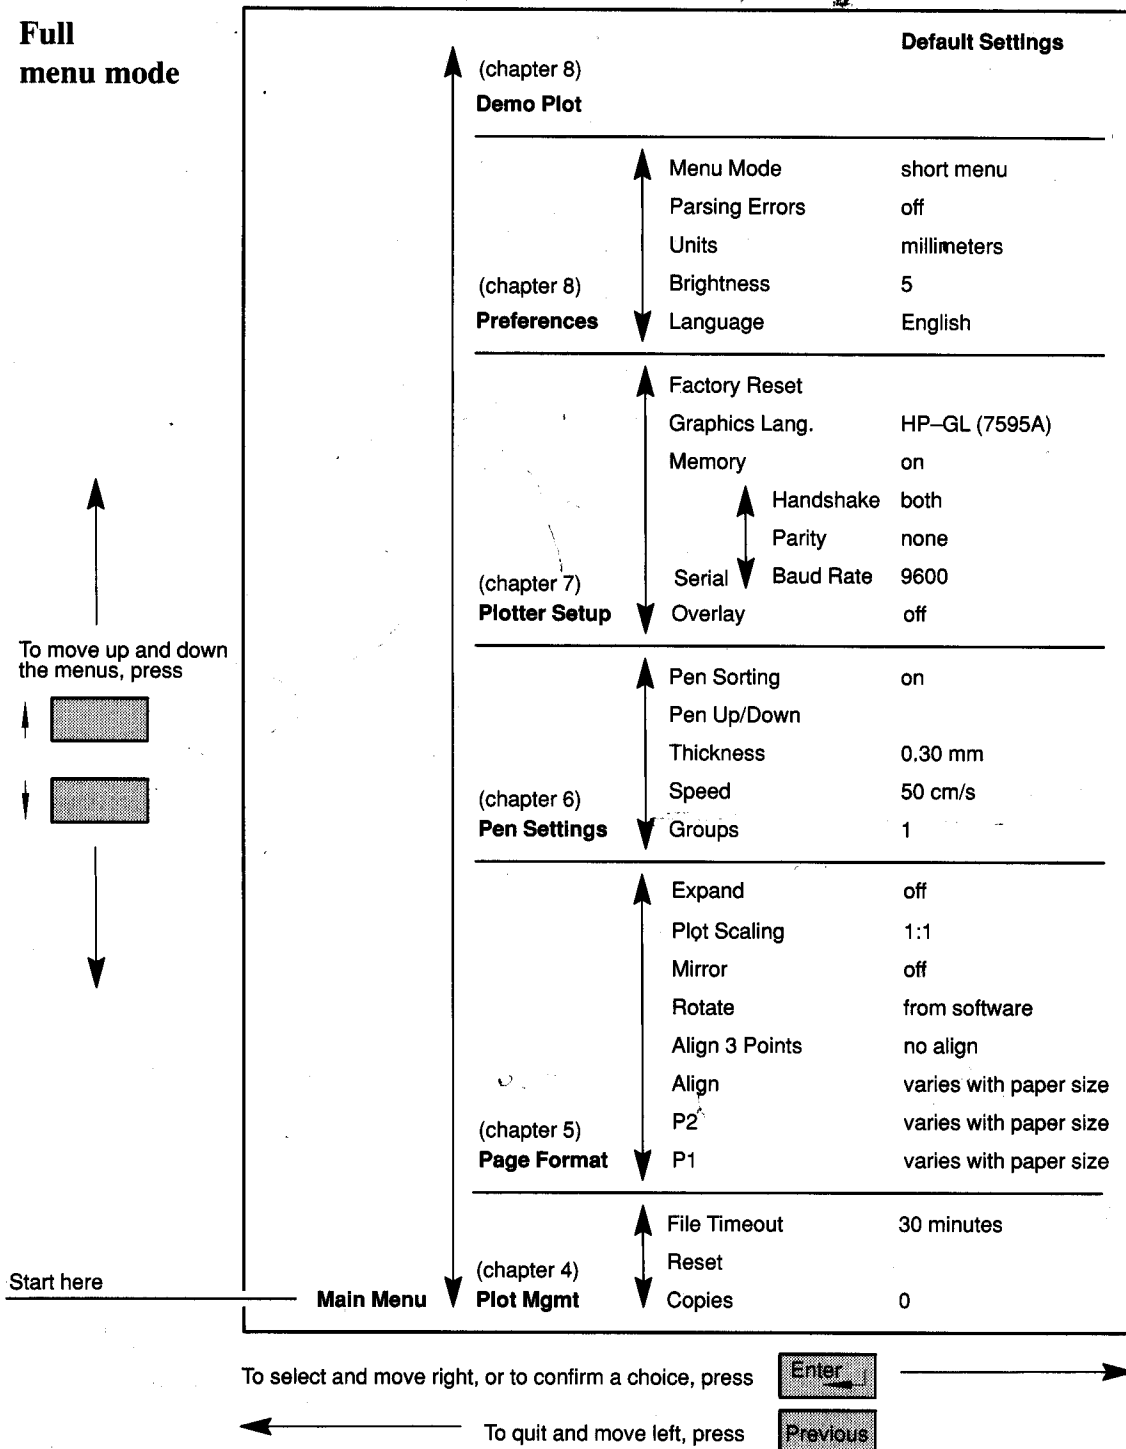 Full
menu mode
Default Settings
(chapter 8)
Demo Plot
Menu Mode short menu
Parsing Errors off
Units millimeters
(chapter 8) Brightness 5
Preferences Language English
Factory Reset
Graphics Lang. HP–GL (7595A)
Memory on
Handshake both
Parity none
(chapter 7) Serial Baud Rate 9600
Plotter Setup Overlay off
To move up and down
the menus, press
Pen Sorting on
Pen Up/Down
Thickness 0.30 mm
(chapter 6) Speed 50 cm/s
Pen Settings Groups 1
Expand off
Plot Scaling 1:1
Mirror off
Rotate from software
Align 3 Points no align
Align varies with paper size
(chapter 5) P2 varies with paper size
Page Format P1 varies with paper size
File Timeout 30 minutes
(chapter 4) Reset
Start here
Main Menu Plot Mgmt Copies 0
To select and move right, or to confirm a choice, press Enter
To quit and move left, press Previous